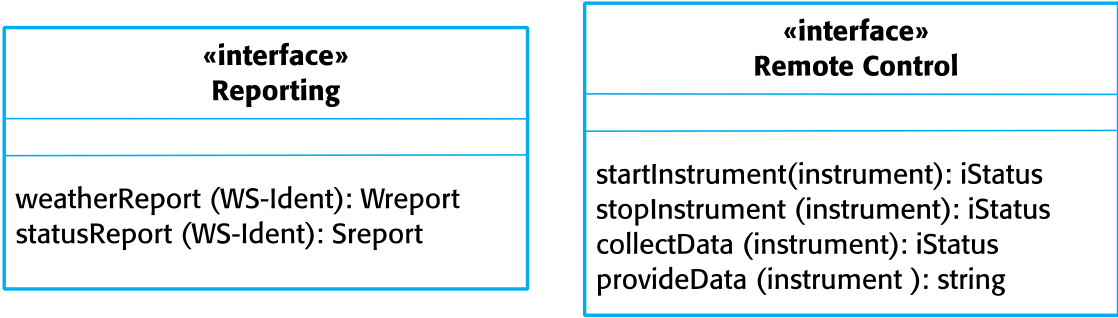 «interface»
Reporting
weatherReport (WS-Ident): Wreport
statusReport (WS-Ident): Sreport
«interface»
Remote Control
startInstrument(instrument): iStatus
stopInstrument (instrument): iStatus
collectData (instrument): iStatus
provideData (instrument ): string